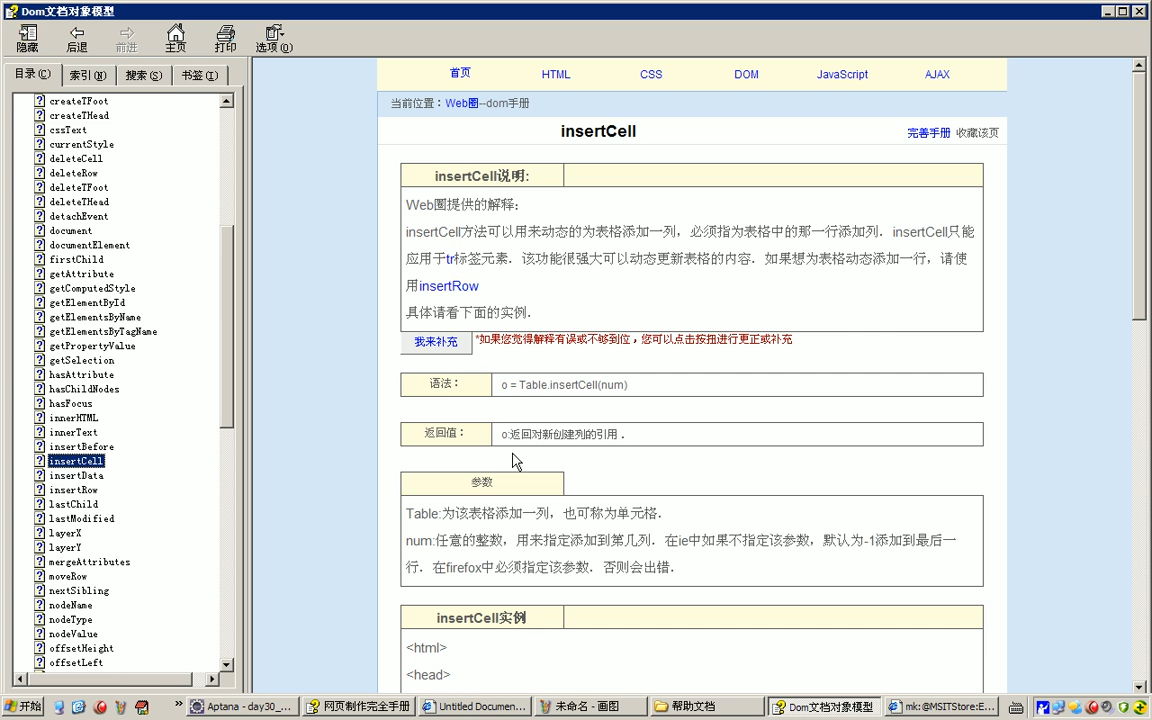 Dom文档对象模型
隐藏 后退 前进 主页 打印 选项(O)
目录(C) 索引(N) 搜索(S) 书签(I)
createTFoot
createTHead
cssText
currentStyle
deleteCell
deleteRow
deleteTFoot
deleteTHead
detachEvent
document
documentElement
firstChild
getAttribute
getComputedStyle
getElementById
getElementsByName
getElementsByTagName
getPropertyValue
getSelection
hasAttribute
hasChildNodes
hasFocus
innerHTML
innerText
insertBefore
insertCell
insertData
insertRow
lastChild
lastModified
layerX
layerY
mergeAttributes
moveRow
nextSibling
nodeName
nodeType
nodeValue
offsetHeight
offsetLeft
首页 HTML CSS DOM JavaScript AJAX
当前位置：Web圈--dom手册
insertCell 完善手册 收藏该页
insertCell说明:
Web圈提供的解释：
insertCell方法可以用来动态的为表格添加一列，必须指为表格中的那一行添加列．insertCell只能
应用于tr标签元素．该功能很强大可以动态更新表格的内容．如果想为表格动态添加一行，请使
用insertRow
具体请看下面的实例．
我来补充 *如果您觉得解释有误或不够到位，您可以点击按扭进行更正或补充
语法： o = Table.insertCell(num)
返回值： o:返回对新创建列的引用．
参数
Table:为该表格添加一列，也可称为单元格．
num:任意的整数，用来指定添加到第几列．在ie中如果不指定该参数，默认为-1添加到最后一
行．在firefox中必须指定该参数．否则会出错．
insertCell实例
<html>
<head>
开始 » Aptana - day30_... 网页制作完全手册 Untitled Documen... 未命名 - 画图 帮助文档 Dom文档对象模型 mk:@MSITStore:E...